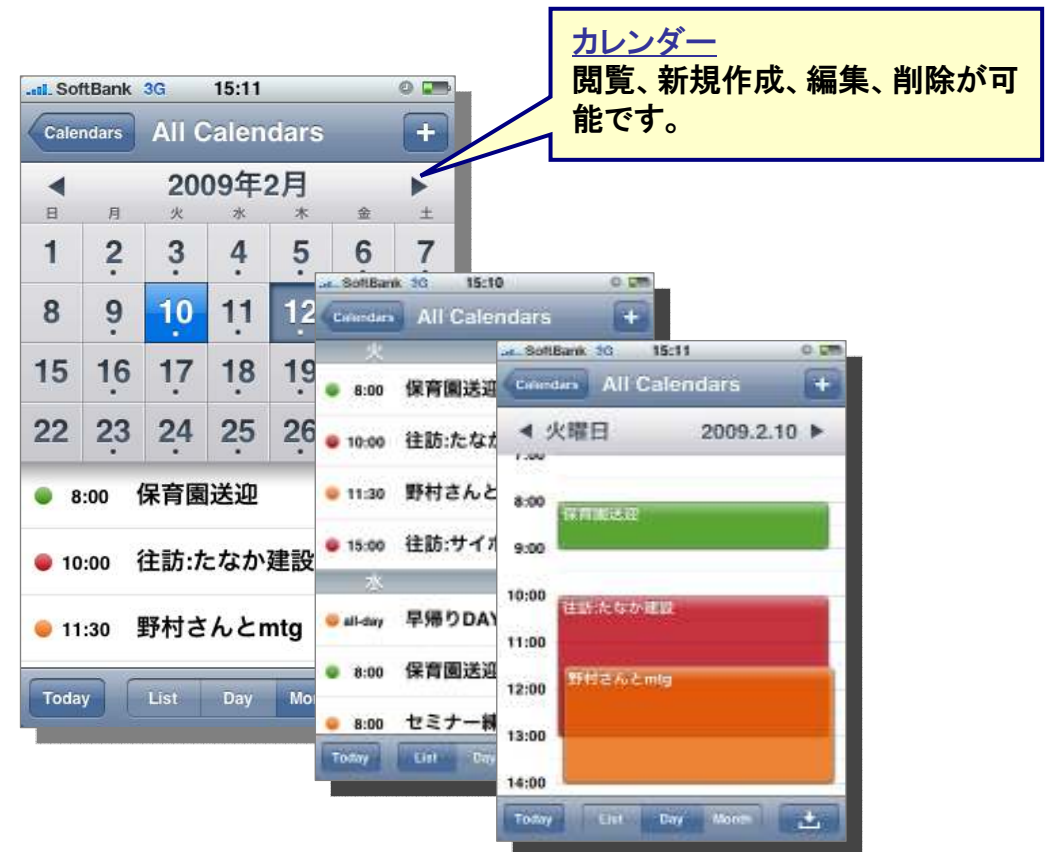 カレンダー
閲覧、新規作成、編集、削除が可
能です。
SoftBank 3G 15:11
Calendars All Calendars +
2009年2月
日 月 火 水 木 金 土
1 2 3 4 5 6 7
8 9 10 11 12
15 16 17 18 19
22 23 24 25 26
8:00 保育園送迎
10:00 往訪:たなか建設
11:30 野村さんとmtg
Today List Day
SoftBank 3G 15:10
Calendars All Calendars +
火
8:00 保育園送迎
10:00 往訪:たなか
11:30 野村さんと
15:00 往訪:サイボ
水
all-day 早帰りDAY
8:00 保育園送迎
8:00 セミナー練
Today List Day
SoftBank 3G 15:11
Calendars All Calendars +
火曜日 2009.2.10
7:00
8:00
保育園送迎
9:00
10:00
往訪:たなか建設
11:00
野村さんとmtg
12:00
13:00
14:00
Today List Day Month